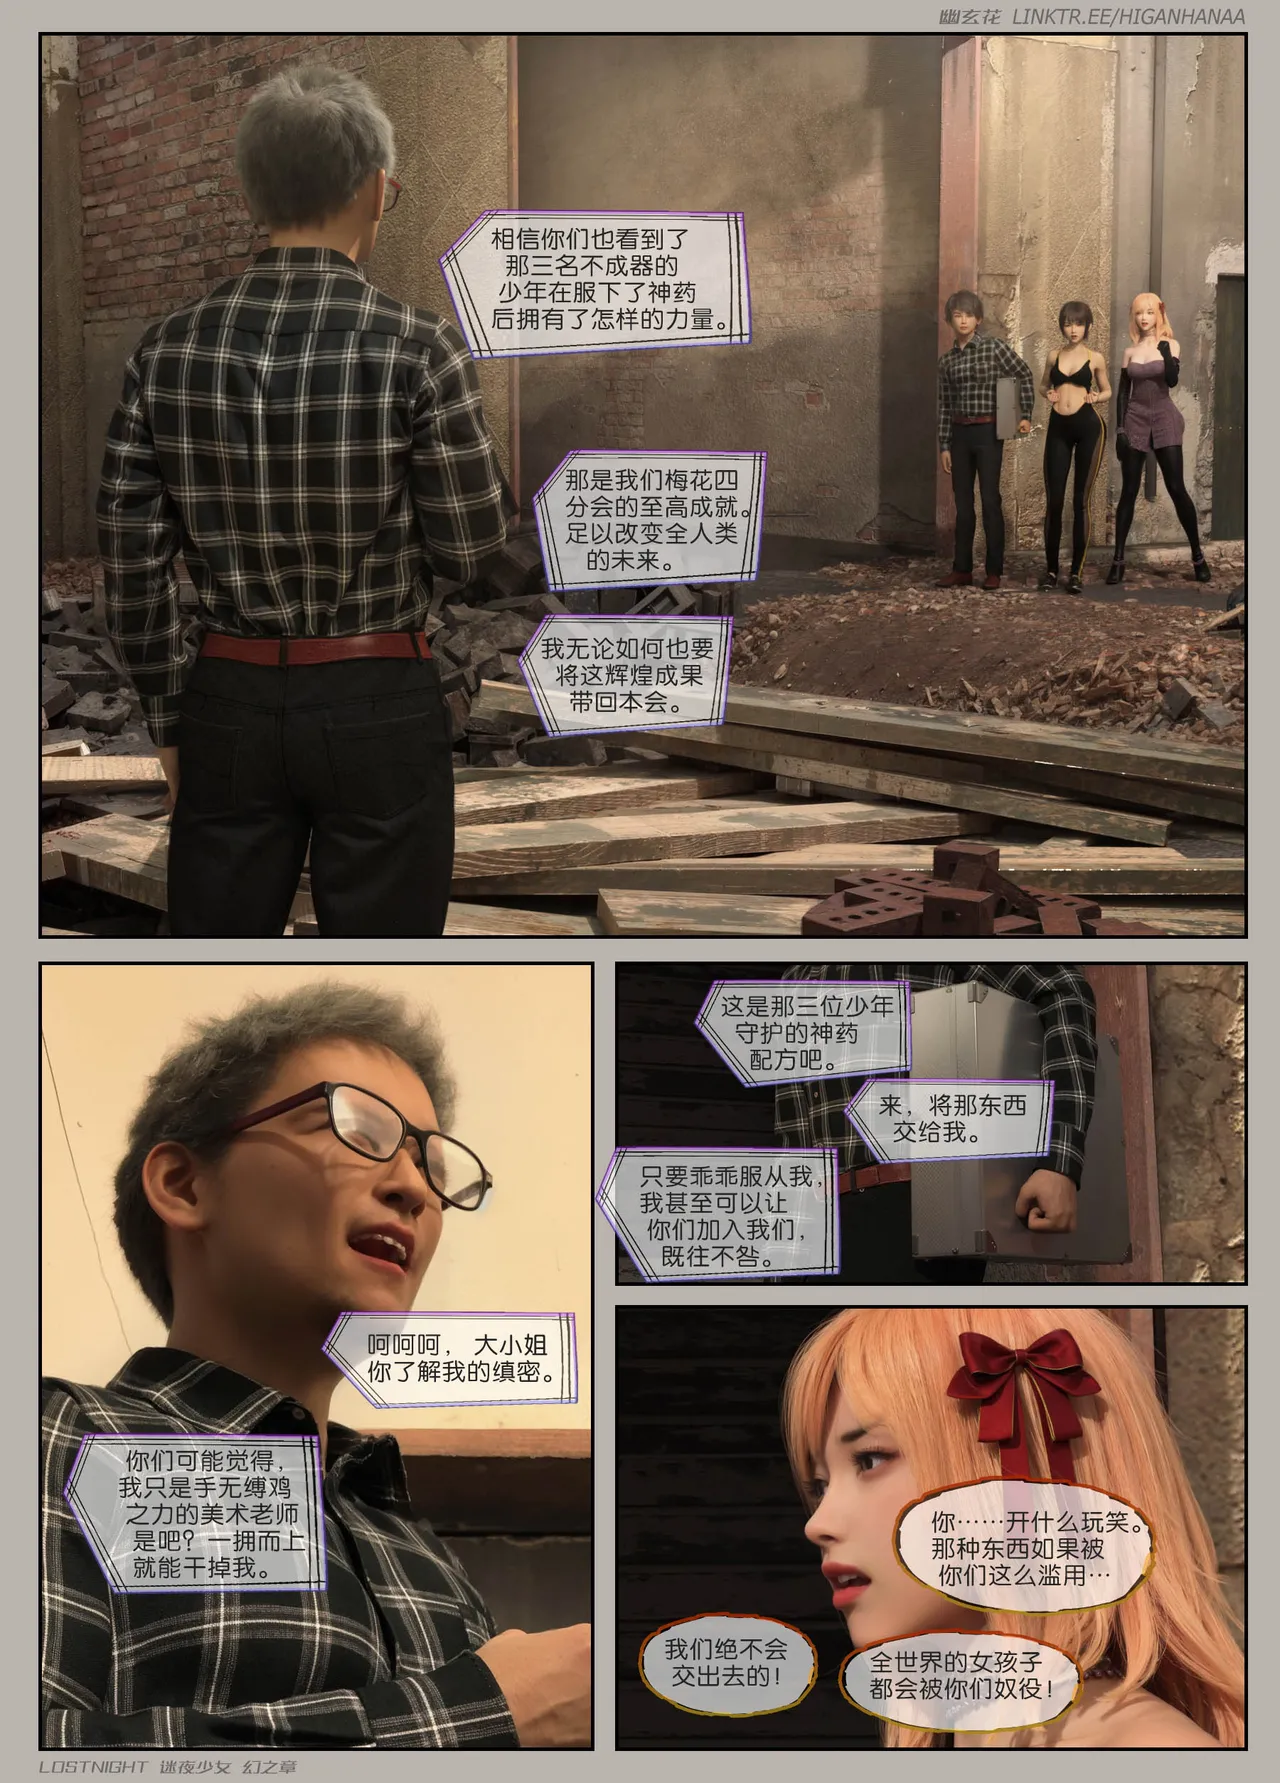 幽玄花 LINKTR.EE/HIGANHANAA
相信你们也看到了
那三名不成器的
少年在服下了神药
后拥有了怎样的力量。
那是我们梅花四
分会的至高成就。
足以改变全人类
的未来。
我无论如何也要
将这辉煌成果
带回本会。
这是那三位少年
守护的神药
配方吧。
来，将那东西
交给我。
只要乖乖服从我，
我甚至可以让
你们加入我们，
既往不咎。
呵呵呵， 大小姐
你了解我的缜密。
你们可能觉得，
我只是手无缚鸡
之力的美术老师
是吧？一拥而上
就能干掉我。
你……开什么玩笑。
那种东西如果被
你们这么滥用…
全世界的女孩子
都会被你们奴役！
我们绝不会
交出去的！
LOSTNIGHT 迷夜少女 幻之章